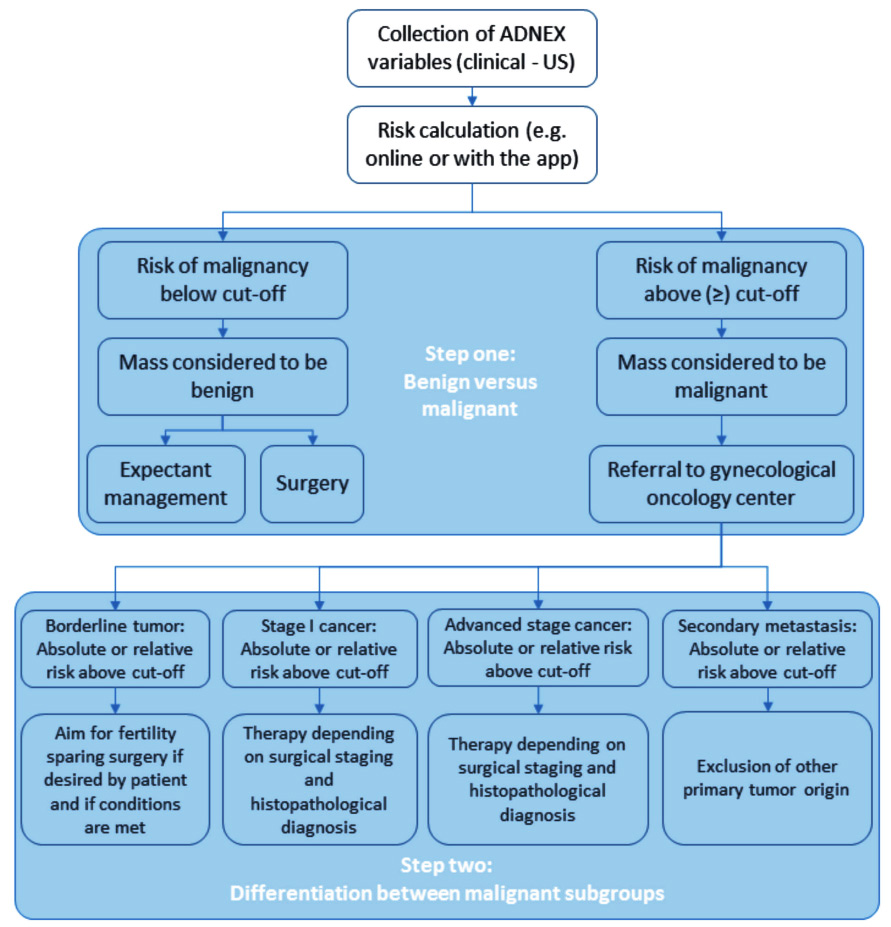 Collection of ADNEX
variables (clinical - US)
Risk calculation (e.g.
online or with the app)
Risk of malignancy
below cut-off
Risk of malignancy
above (≥) cut-off
Mass considered to be
benign
Step one:
Benign versus
malignant
Mass considered to be
malignant
Expectant
management
Surgery
Referral to gynecological
oncology center
Borderline tumor:
Absolute or relative
risk above cut-off
Stage I cancer:
Absolute or relative
risk above cut-off
Advanced stage cancer:
Absolute or relative risk
above cut-off
Secondary metastasis:
Absolute or relative
risk above cut-off
Aim for fertility
sparing surgery if
desired by patient
and if conditions
are met
Therapy depending
on surgical staging
and
histopathological
diagnosis
Therapy depending on
surgical staging and
histopathological
diagnosis
Exclusion of other
primary tumor origin
Step two:
Differentiation between malignant subgroups